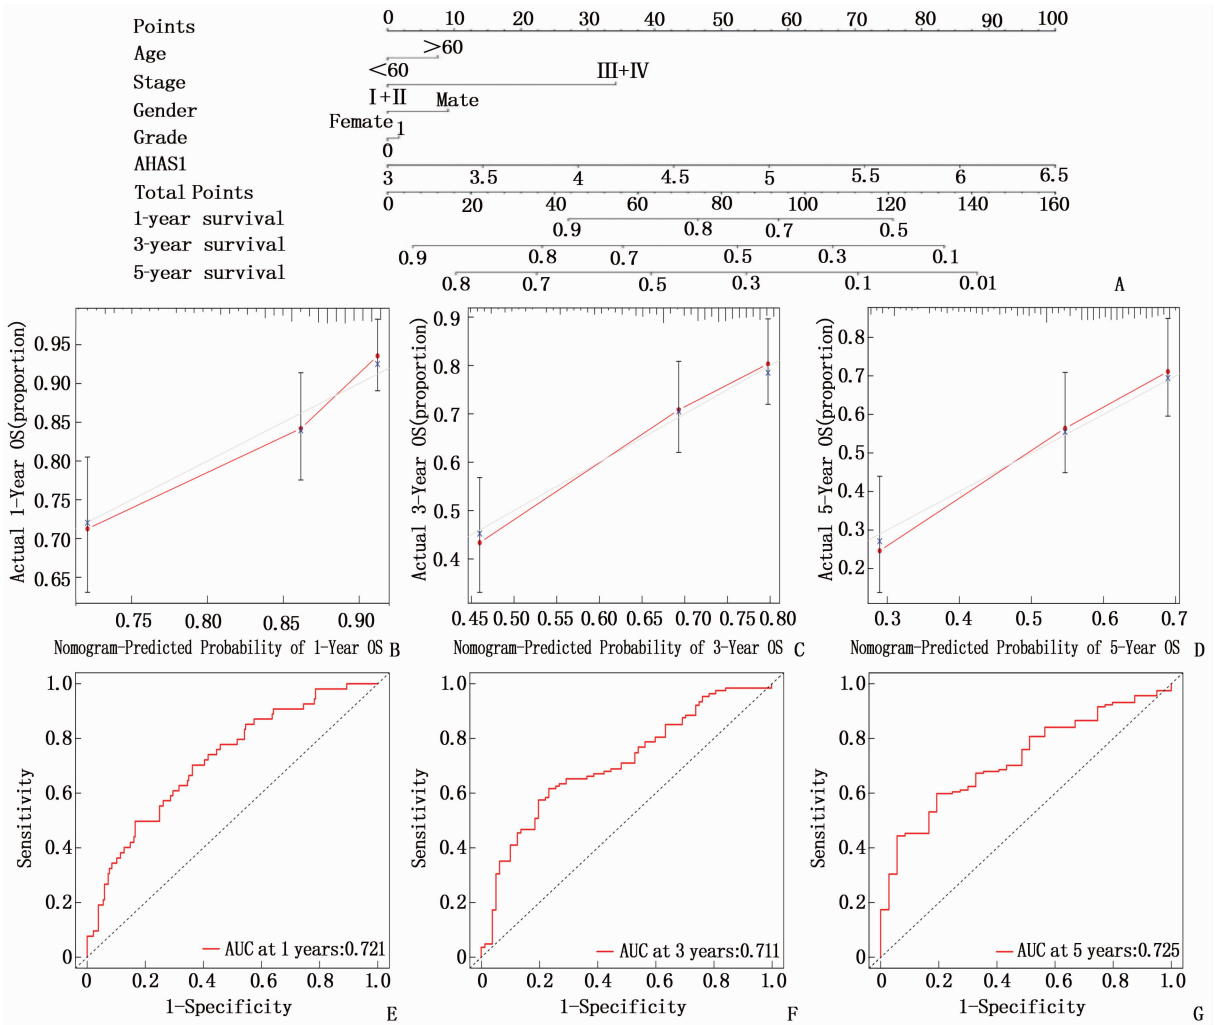 Points 0 10 20 30 40 50 60 70 80 90 100
Age >60
<60
Stage III+IV
I+II
Gender Mate
Femate
Grade 1
0
AHAS1
3 3.5 4 4.5 5 5.5 6 6.5
Total Points
0 20 40 60 80 100 120 140 160
1-year survival
0.9 0.8 0.7 0.5
3-year survival
0.9 0.8 0.7 0.5 0.3 0.1
5-year survival
0.8 0.7 0.5 0.3 0.1 0.01
A
Actual 1-Year OS(proportion)
0.95
0.90
0.85
0.80
0.75
0.70
0.65
0.75 0.80 0.85 0.90
Nomogram-Predicted Probability of 1-Year OS B
Actual 3-Year OS(proportion)
0.9
0.8
0.7
0.6
0.5
0.4
0.45 0.50 0.55 0.60 0.65 0.70 0.75 0.80
Nomogram-Predicted Probability of 3-Year OS C
Actual 5-Year OS(proportion)
0.8
0.7
0.6
0.5
0.4
0.3
0.2
0.3 0.4 0.5 0.6 0.7
Nomogram-Predicted Probability of 5-Year OS D
Sensitivity
1.0
0.8
0.6
0.4
0.2
0
AUC at 1 years:0.721
0 0.2 0.4 0.6 0.8 1.0
1-Specificity E
Sensitivity
1.0
0.8
0.6
0.4
0.2
0
AUC at 3 years:0.711
0 0.2 0.4 0.6 0.8 1.0
1-Specificity F
Sensitivity
1.0
0.8
0.6
0.4
0.2
0
AUC at 5 years:0.725
0 0.2 0.4 0.6 0.8 1.0
1-Specificity G